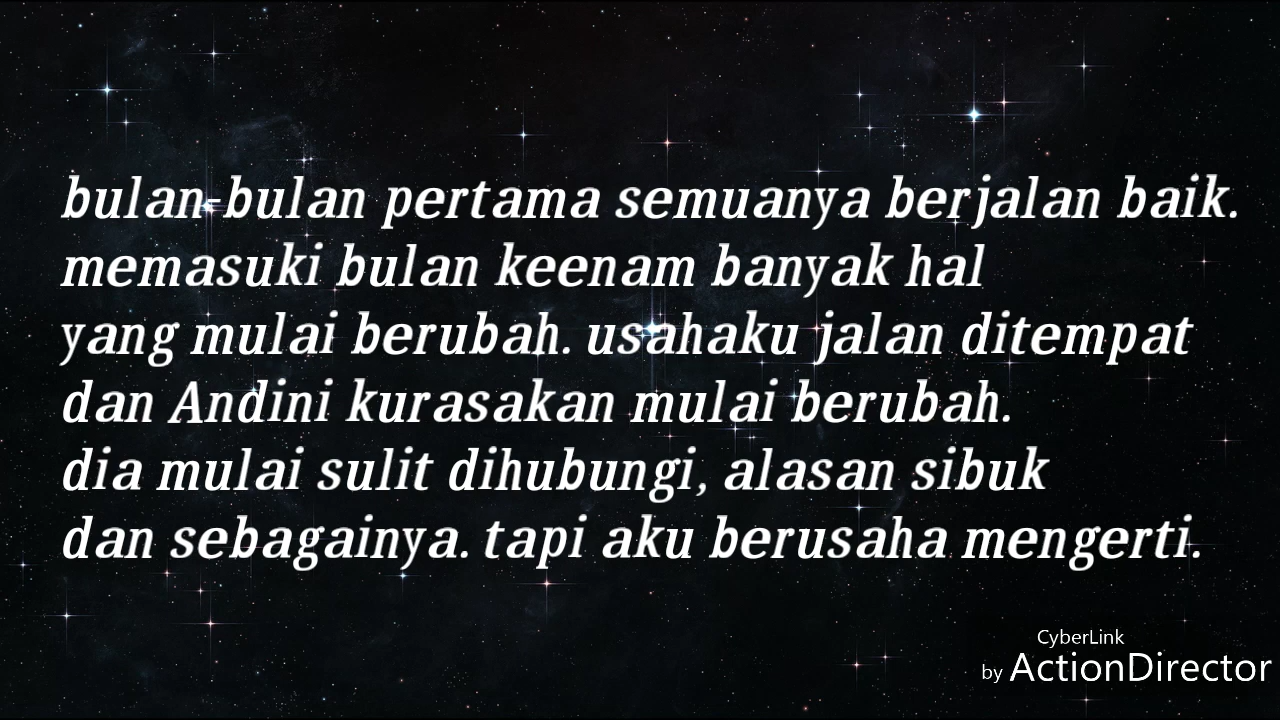 bulan-bulan pertama semuanya berjalan baik.
memasuki bulan keenam banyak hal
yang mulai berubah. usahaku jalan ditempat
dan Andini kurasakan mulai berubah.
dia mulai sulit dihubungi, alasan sibuk
dan sebagainya. tapi aku berusaha mengerti.
CyberLink
by ActionDirector